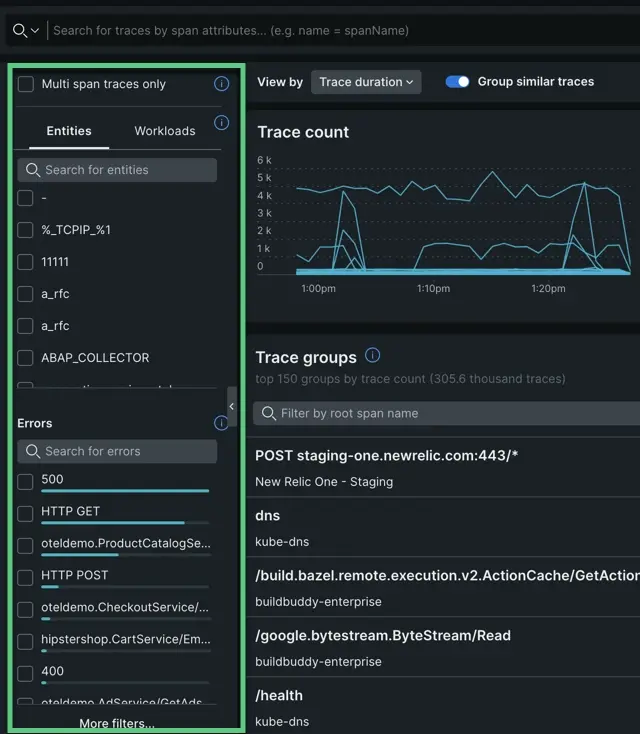 Search for traces by span attributes... (e.g. name = spanName)
Multi span traces only
Entities
Workloads
Search for entities
-
%_TCPIP_%1
11111
a_rfc
a_rfc
ABAP_COLLECTOR
Errors
Search for errors
500
HTTP GET
oteldemo.ProductCatalogSe...
HTTP POST
oteldemo.CheckoutService/...
hipstershop.CartService/Em...
400
oteldemo.AdService/GetAds
More filters...
View by
Trace duration
Group similar traces
Trace count
6 k
5 k
4 k
3 k
2 k
1 k
0
1:00pm
1:10pm
1:20pm
Trace groups
top 150 groups by trace count (305.6 thousand traces)
Filter by root span name
POST staging-one.newrelic.com:443/*
New Relic One - Staging
dns
kube-dns
/build.bazel.remote.execution.v2.ActionCache/GetAction
buildbuddy-enterprise
/google.bytestream.ByteStream/Read
buildbuddy-enterprise
/health
kube-dns